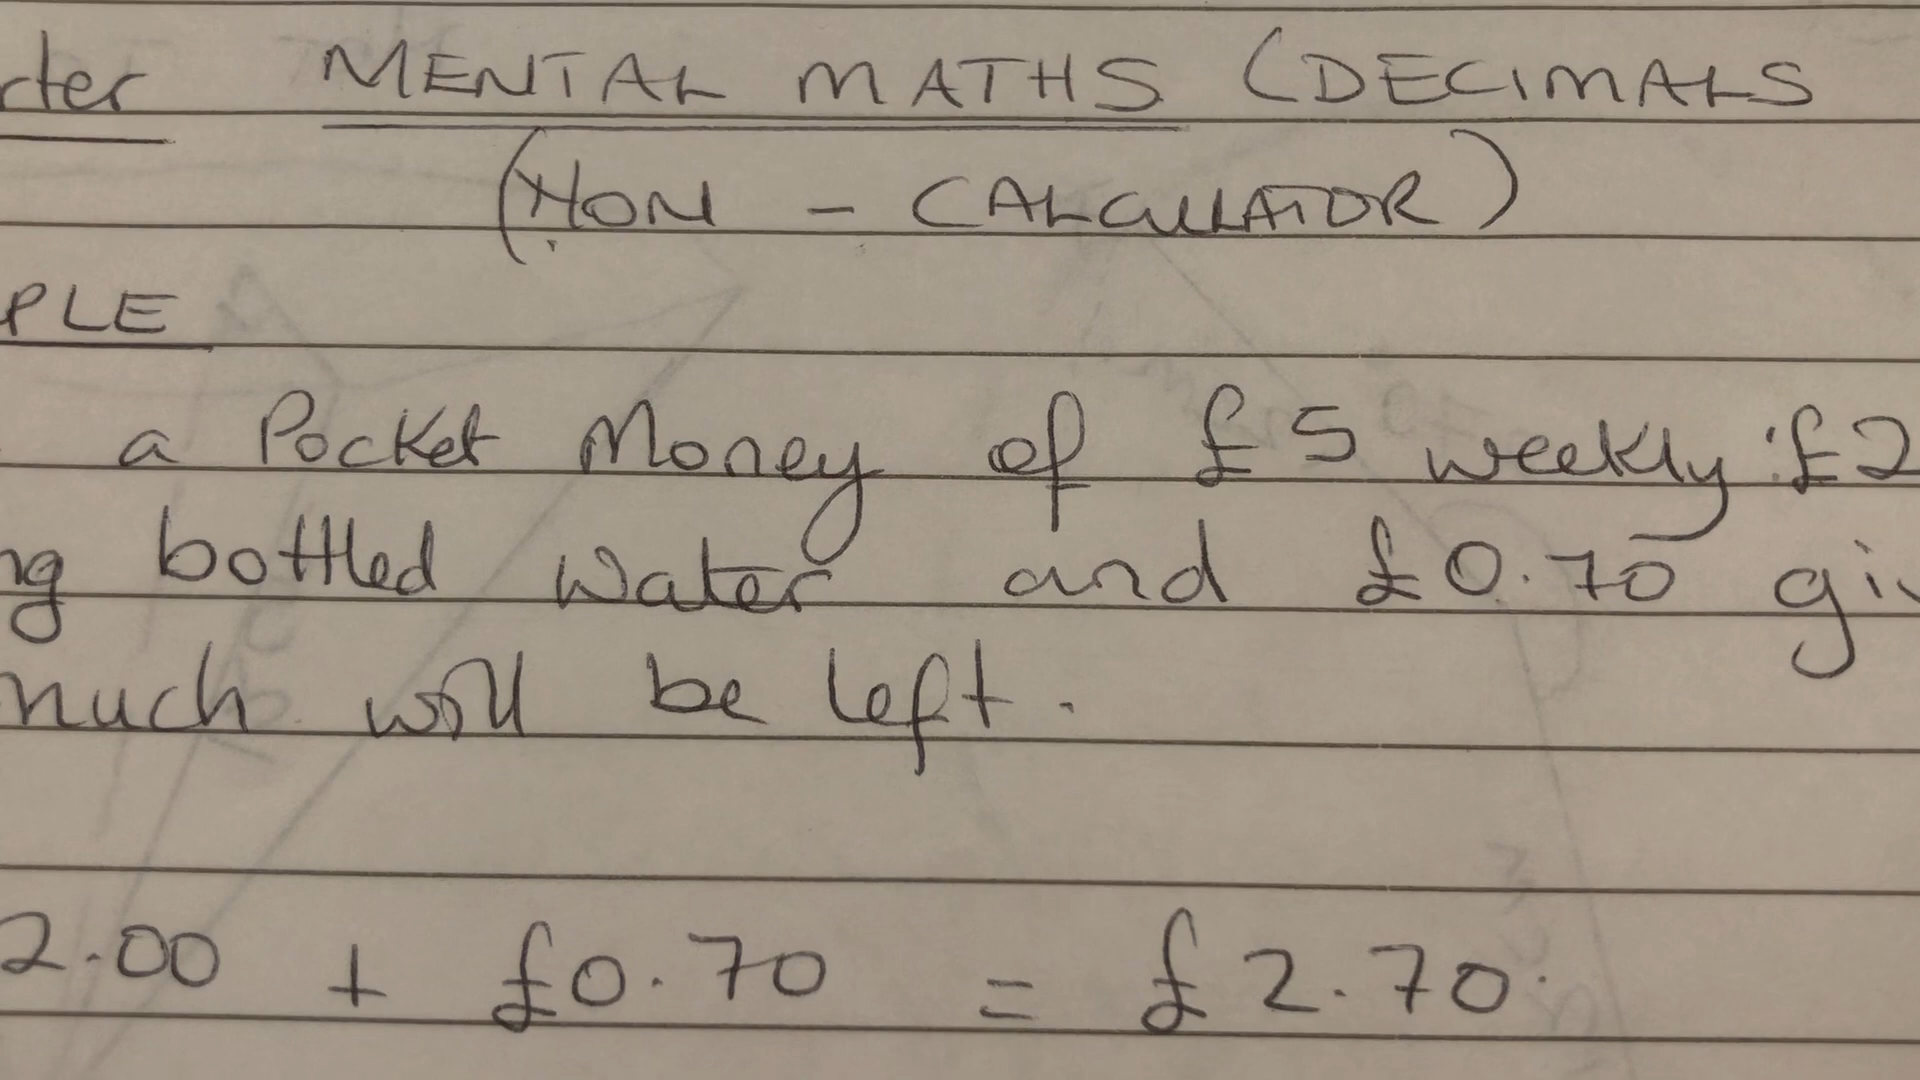 rter MENTAL MATHS (DECIMALS
(NON - CALCULATOR)
PLE
a Pocket Money of £5 weekly. £2
ng bottled water and £0.70 gi
much will be left.
2.00 + £0.70 = £2.70.